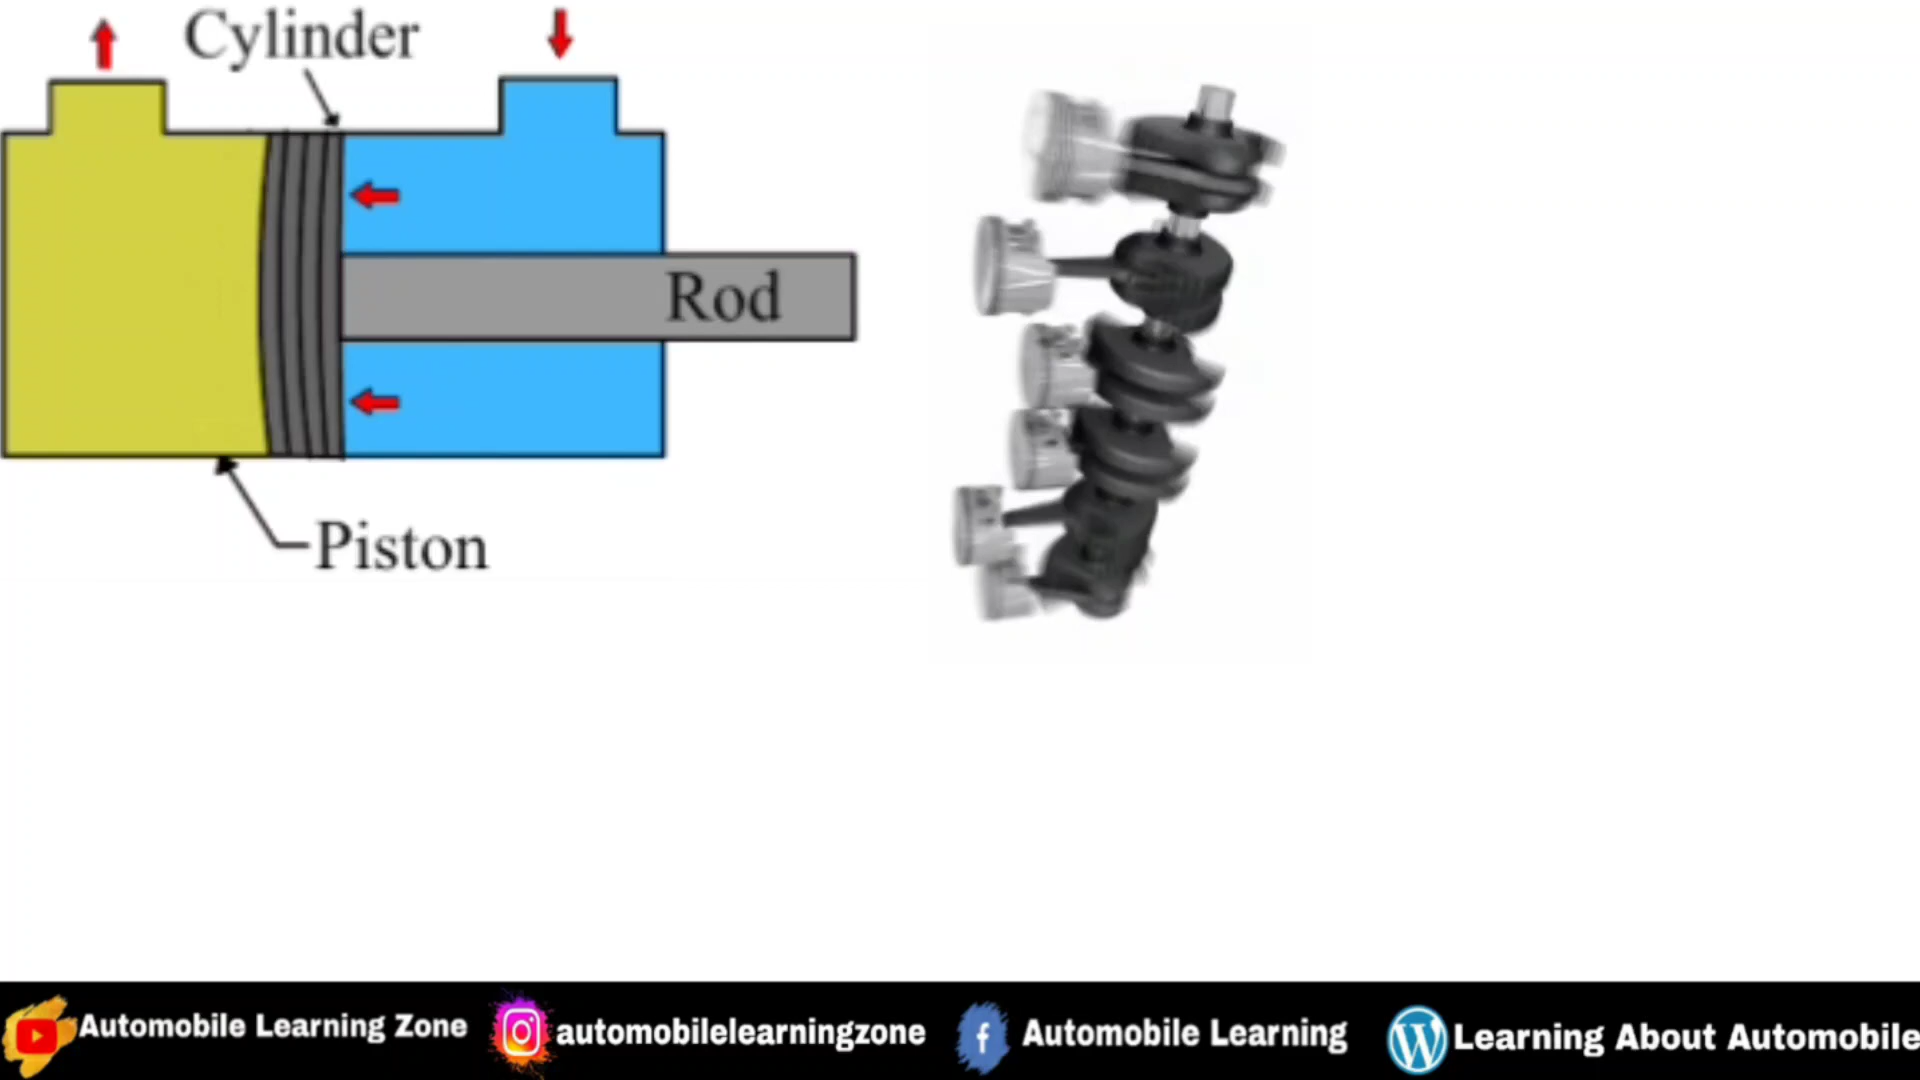 Cylinder
Rod
Piston
Automobile Learning Zone
automobilelearningzone
Automobile Learning
Learning About Automobile